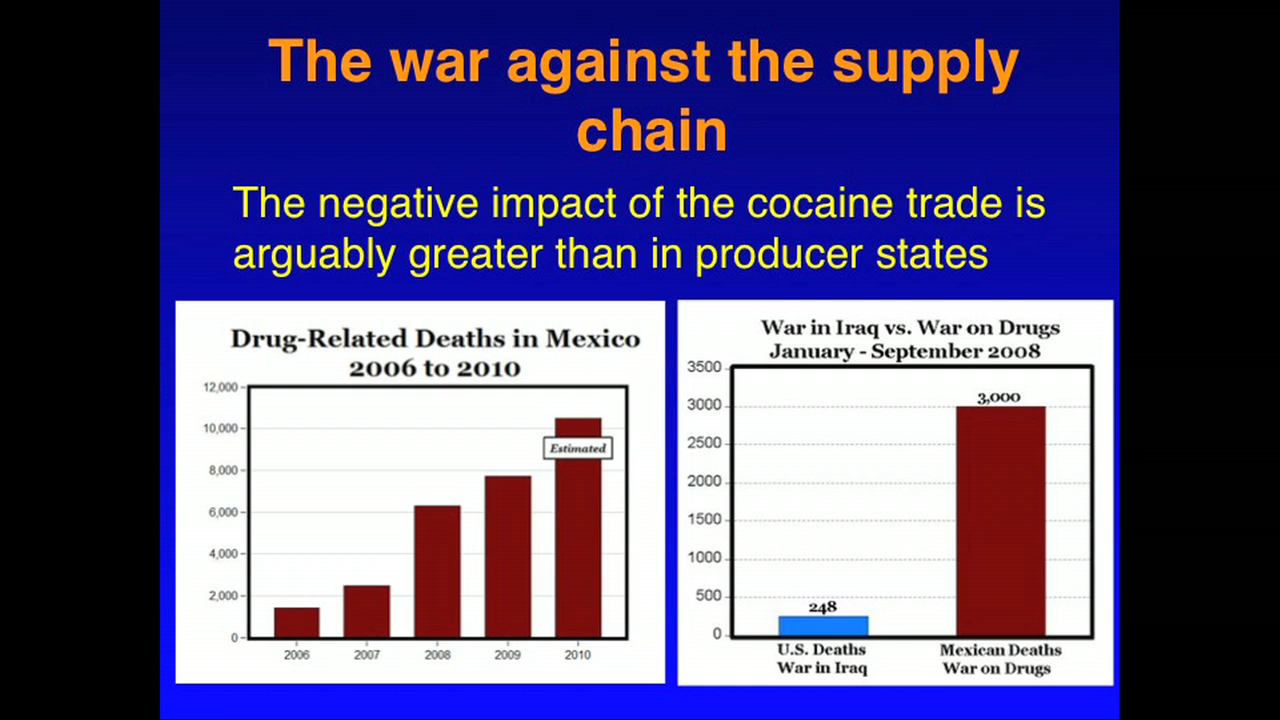 The war against the supply
chain
The negative impact of the cocaine trade is
arguably greater than in producer states
Drug-Related Deaths in Mexico
2006 to 2010
12,000
10,000
8,000
6,000
4,000
2,000
0
Estimated
2006 2007 2008 2009 2010
War in Iraq vs. War on Drugs
January - September 2008
3500
3000
2500
2000
1500
1000
500
0
3,000
248
U.S. Deaths
War in Iraq
Mexican Deaths
War on Drugs